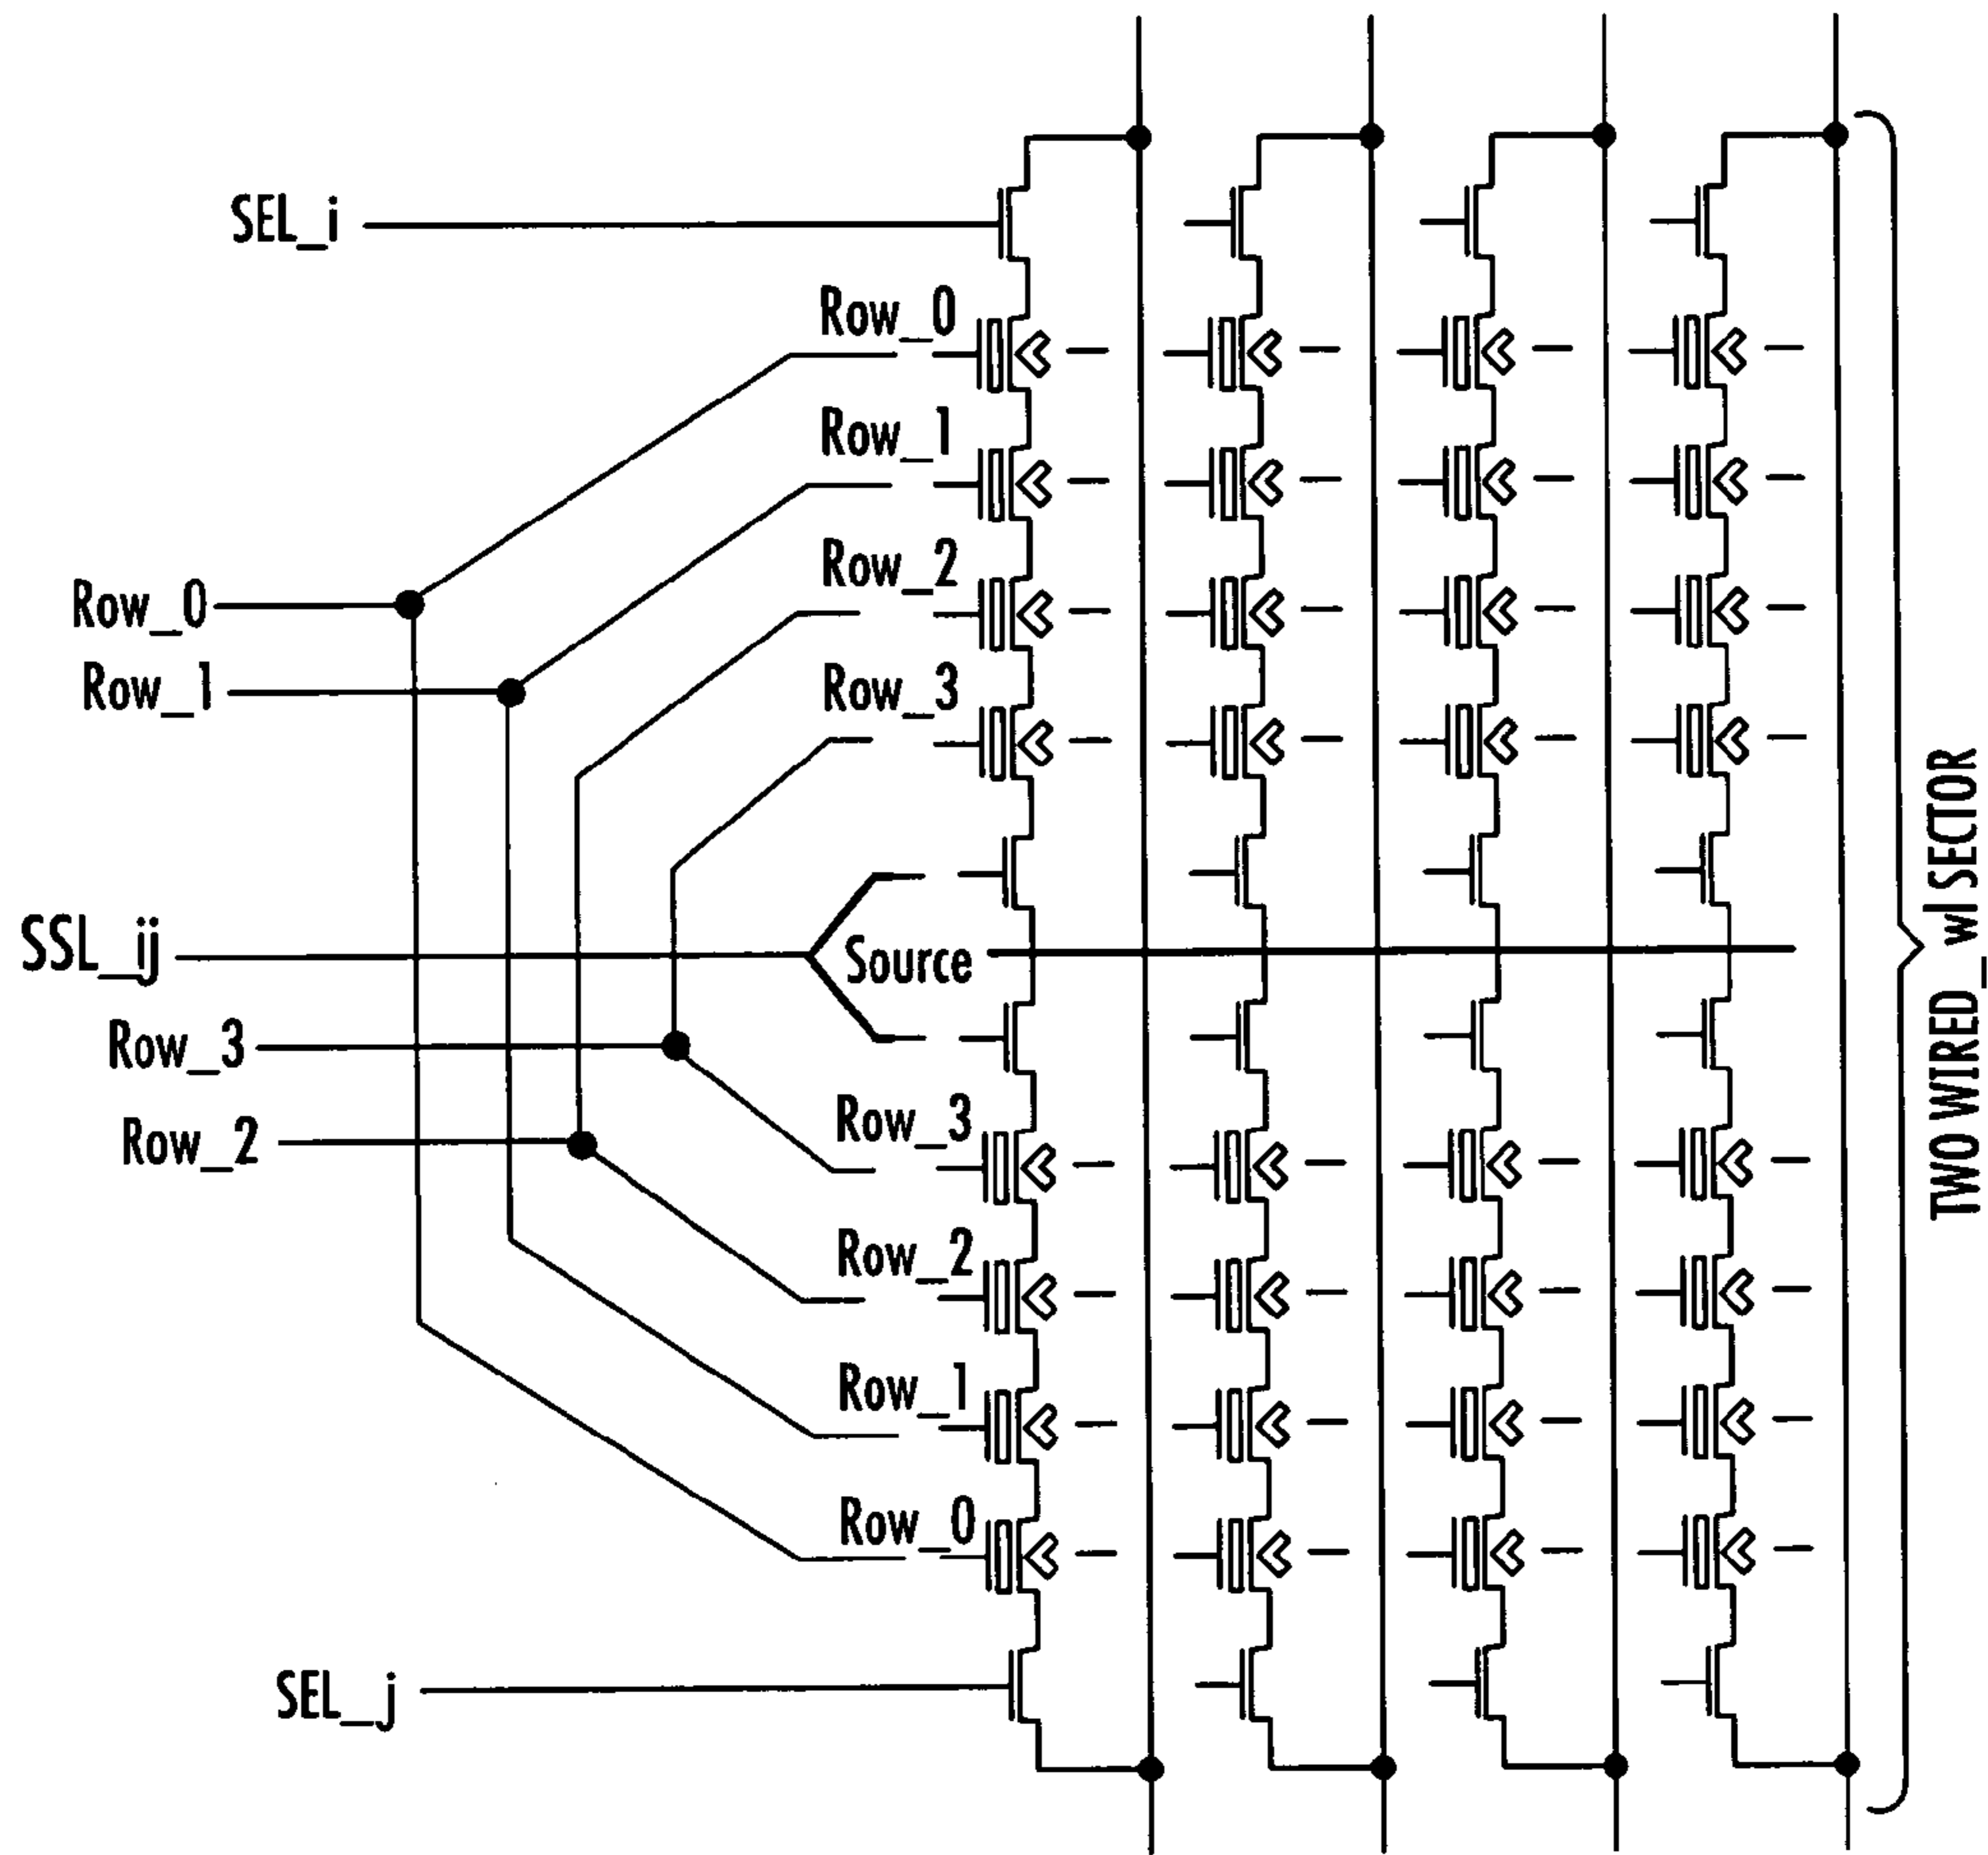 SEL_i
Row_0
Row_1
Row_2
Row_3
Row_0
Row_1
SSL_ij
Source
Row_3
Row_2
Row_3
Row_2
Row_1
Row_0
SEL_j
TWO WIRED_wl SECTOR